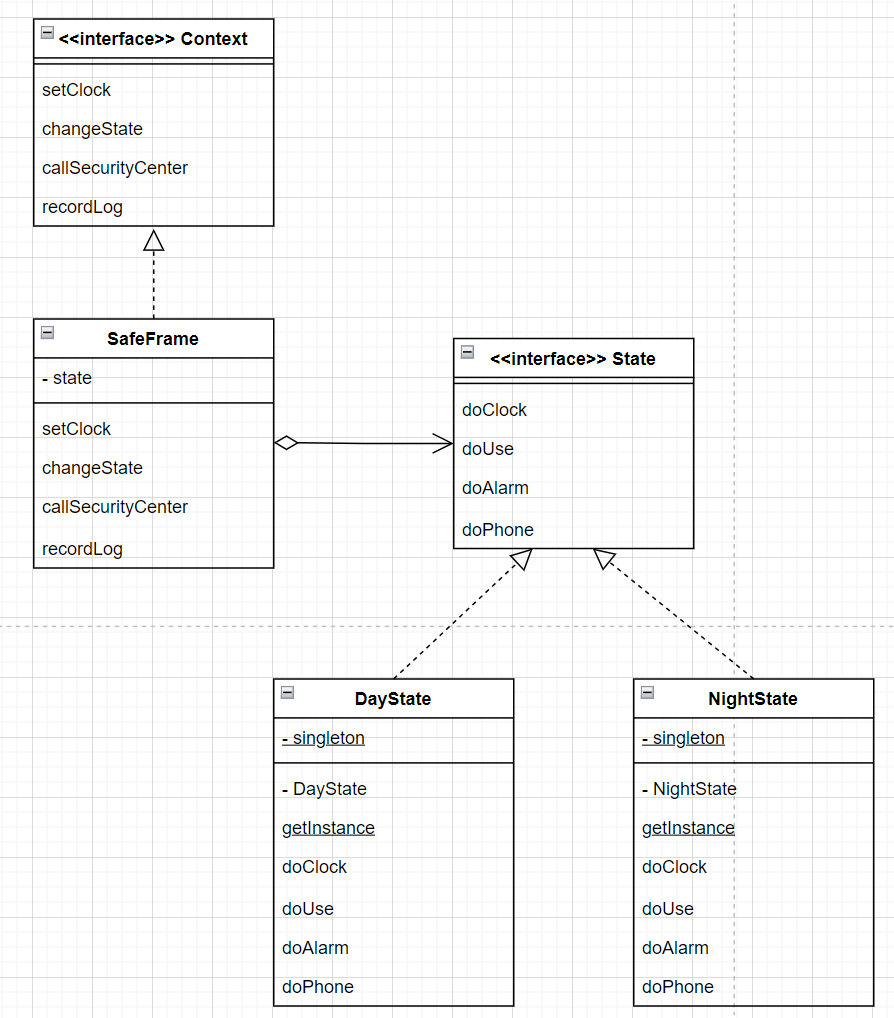 <<interface>> Context
setClock
changeState
callSecurityCenter
recordLog
SafeFrame
- state
setClock
changeState
callSecurityCenter
recordLog
<<interface>> State
doClock
doUse
doAlarm
doPhone
DayState
- singleton
- DayState
getInstance
doClock
doUse
doAlarm
doPhone
NightState
- singleton
- NightState
getInstance
doClock
doUse
doAlarm
doPhone